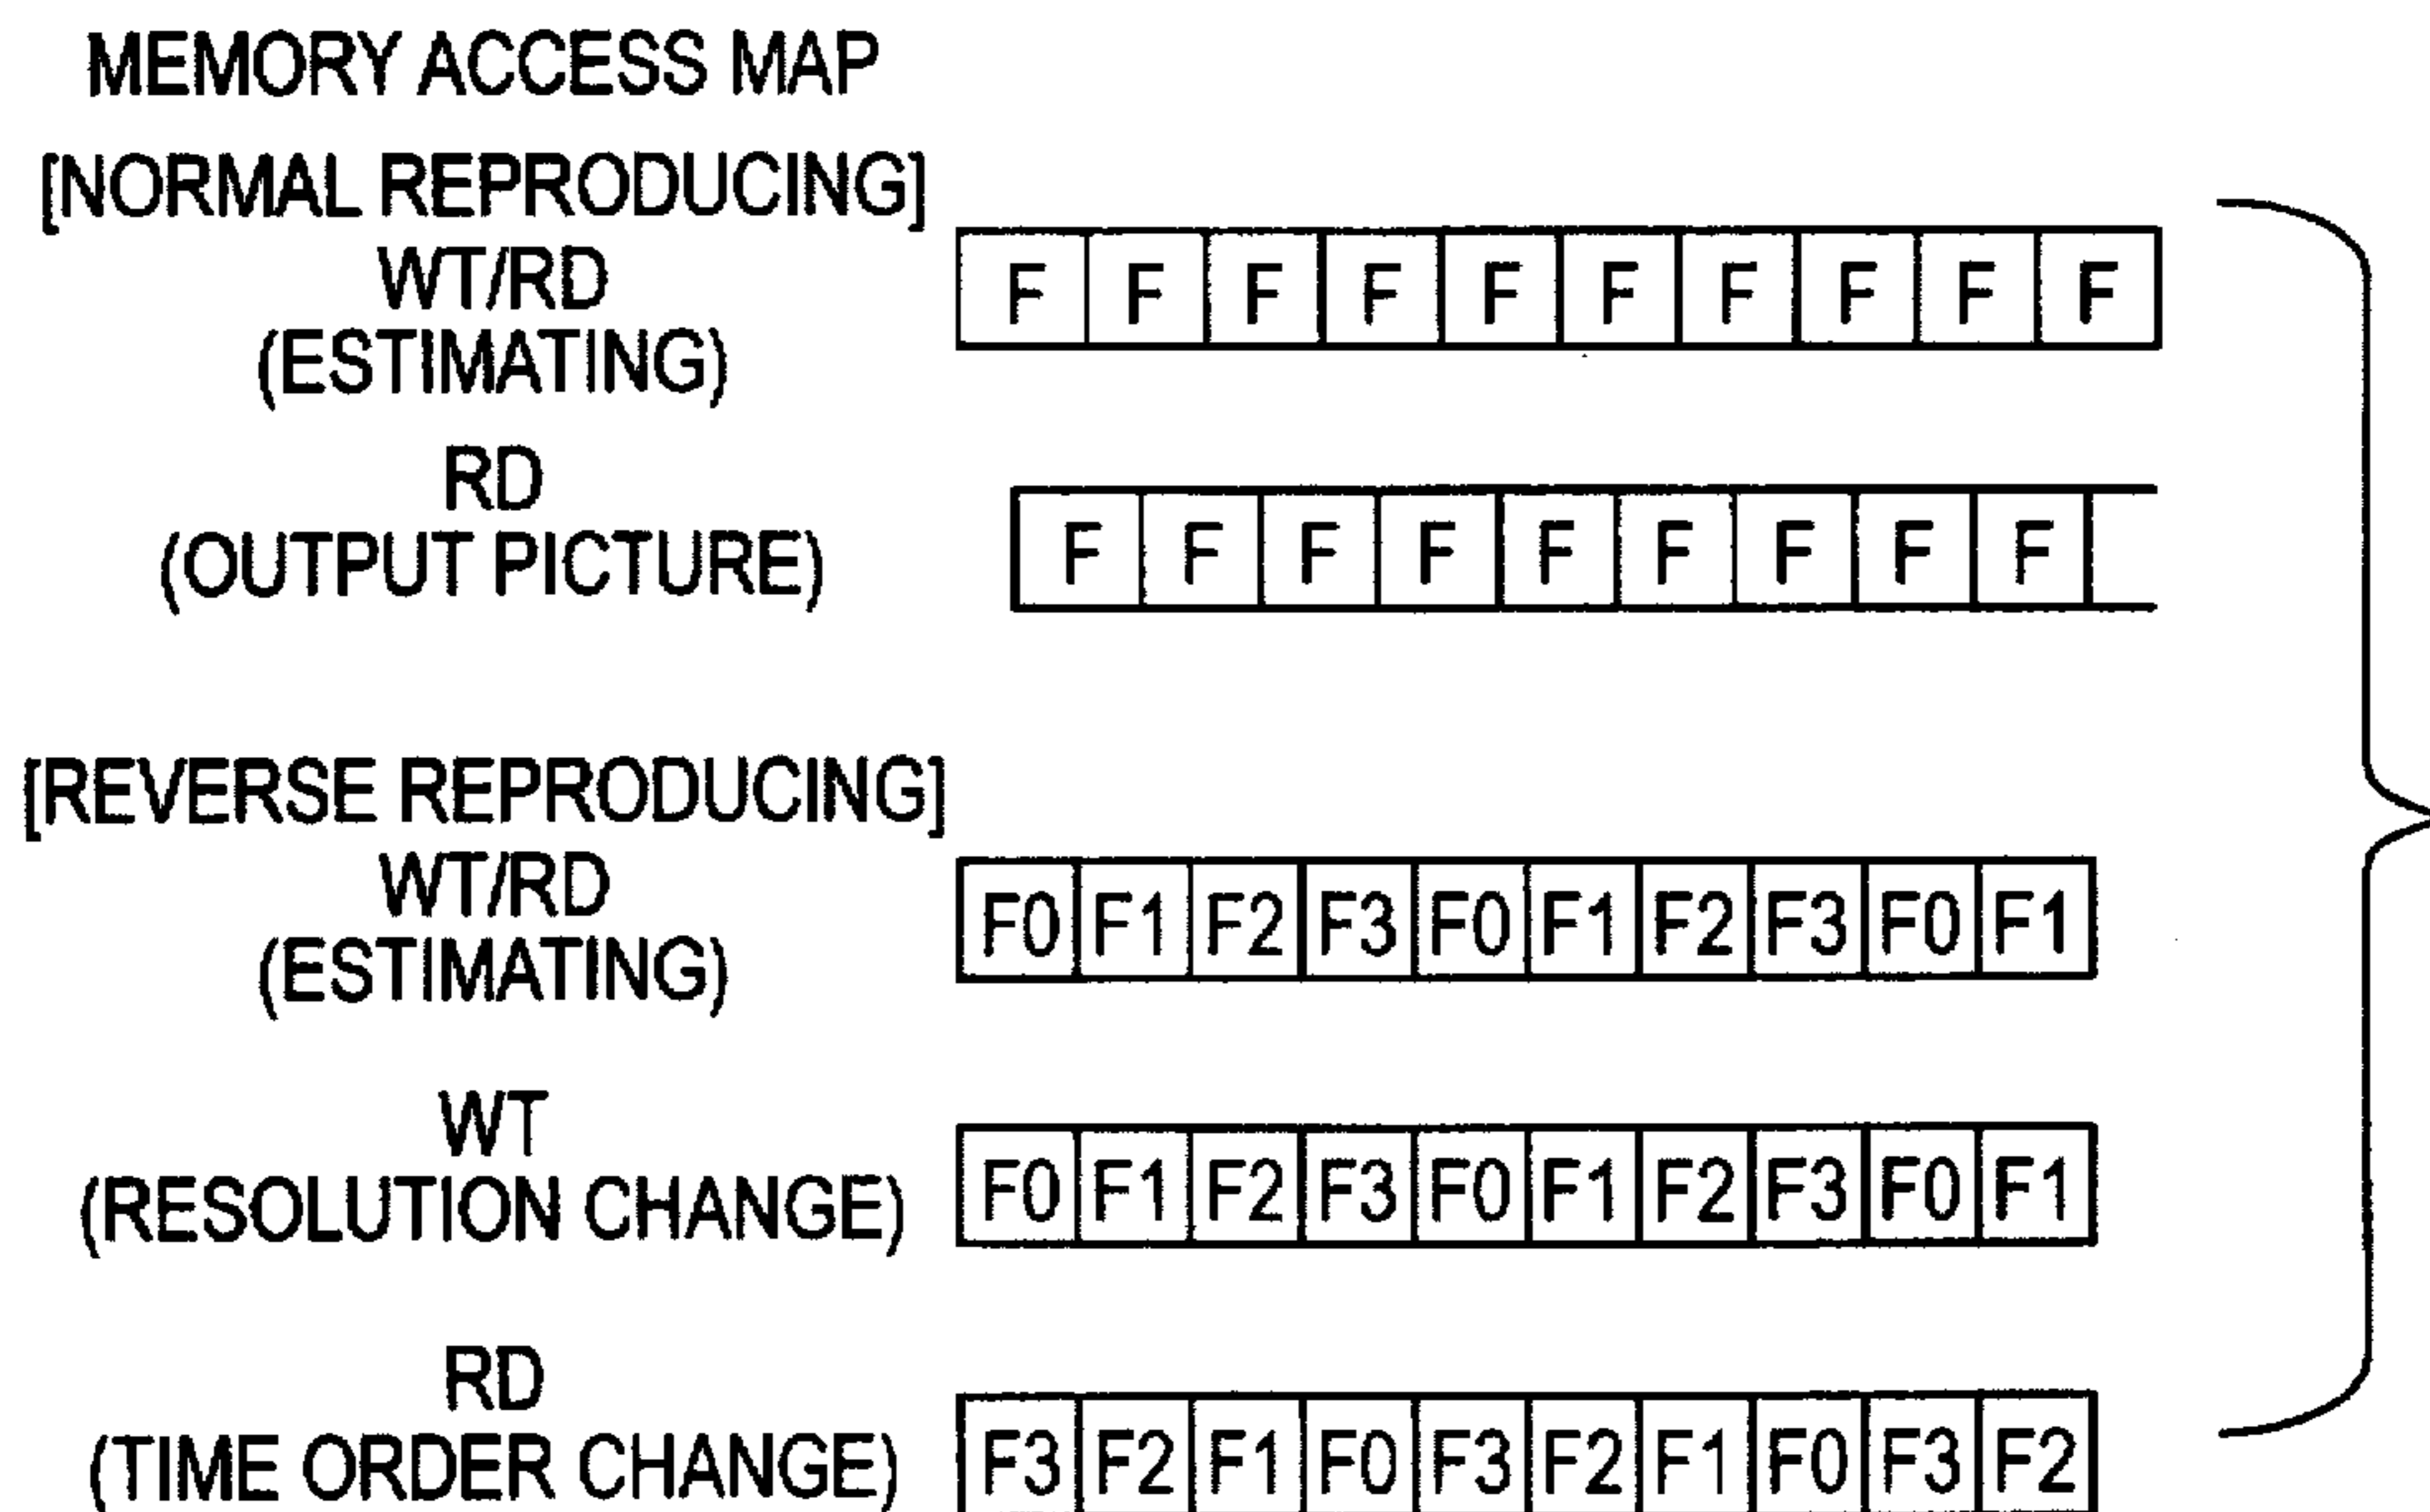 MEMORY ACCESS MAP
[NORMAL REPRODUCING]
WT/RD
(ESTIMATING)
F F F F F F F F F F
RD
(OUTPUT PICTURE)
F F F F F F F F F
[REVERSE REPRODUCING]
WT/RD
(ESTIMATING)
F0 F1 F2 F3 F0 F1 F2 F3 F0 F1
WT
(RESOLUTION CHANGE)
F0 F1 F2 F3 F0 F1 F2 F3 F0 F1
RD
(TIME ORDER CHANGE)
F3 F2 F1 F0 F3 F2 F1 F0 F3 F2